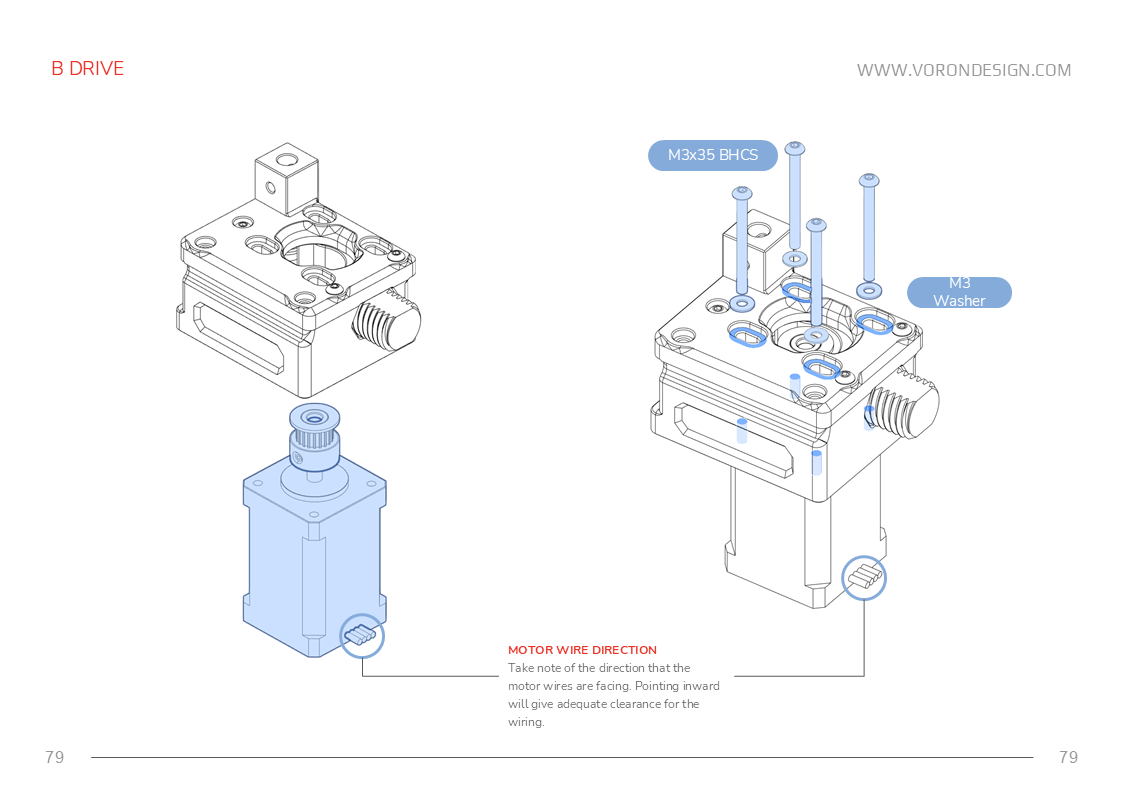 B DRIVE
WWW.VORONDESIGN.COM
M3x35 BHCS
M3
Washer
MOTOR WIRE DIRECTION
Take note of the direction that the
motor wires are facing. Pointing inward
will give adequate clearance for the
wiring.
79
79